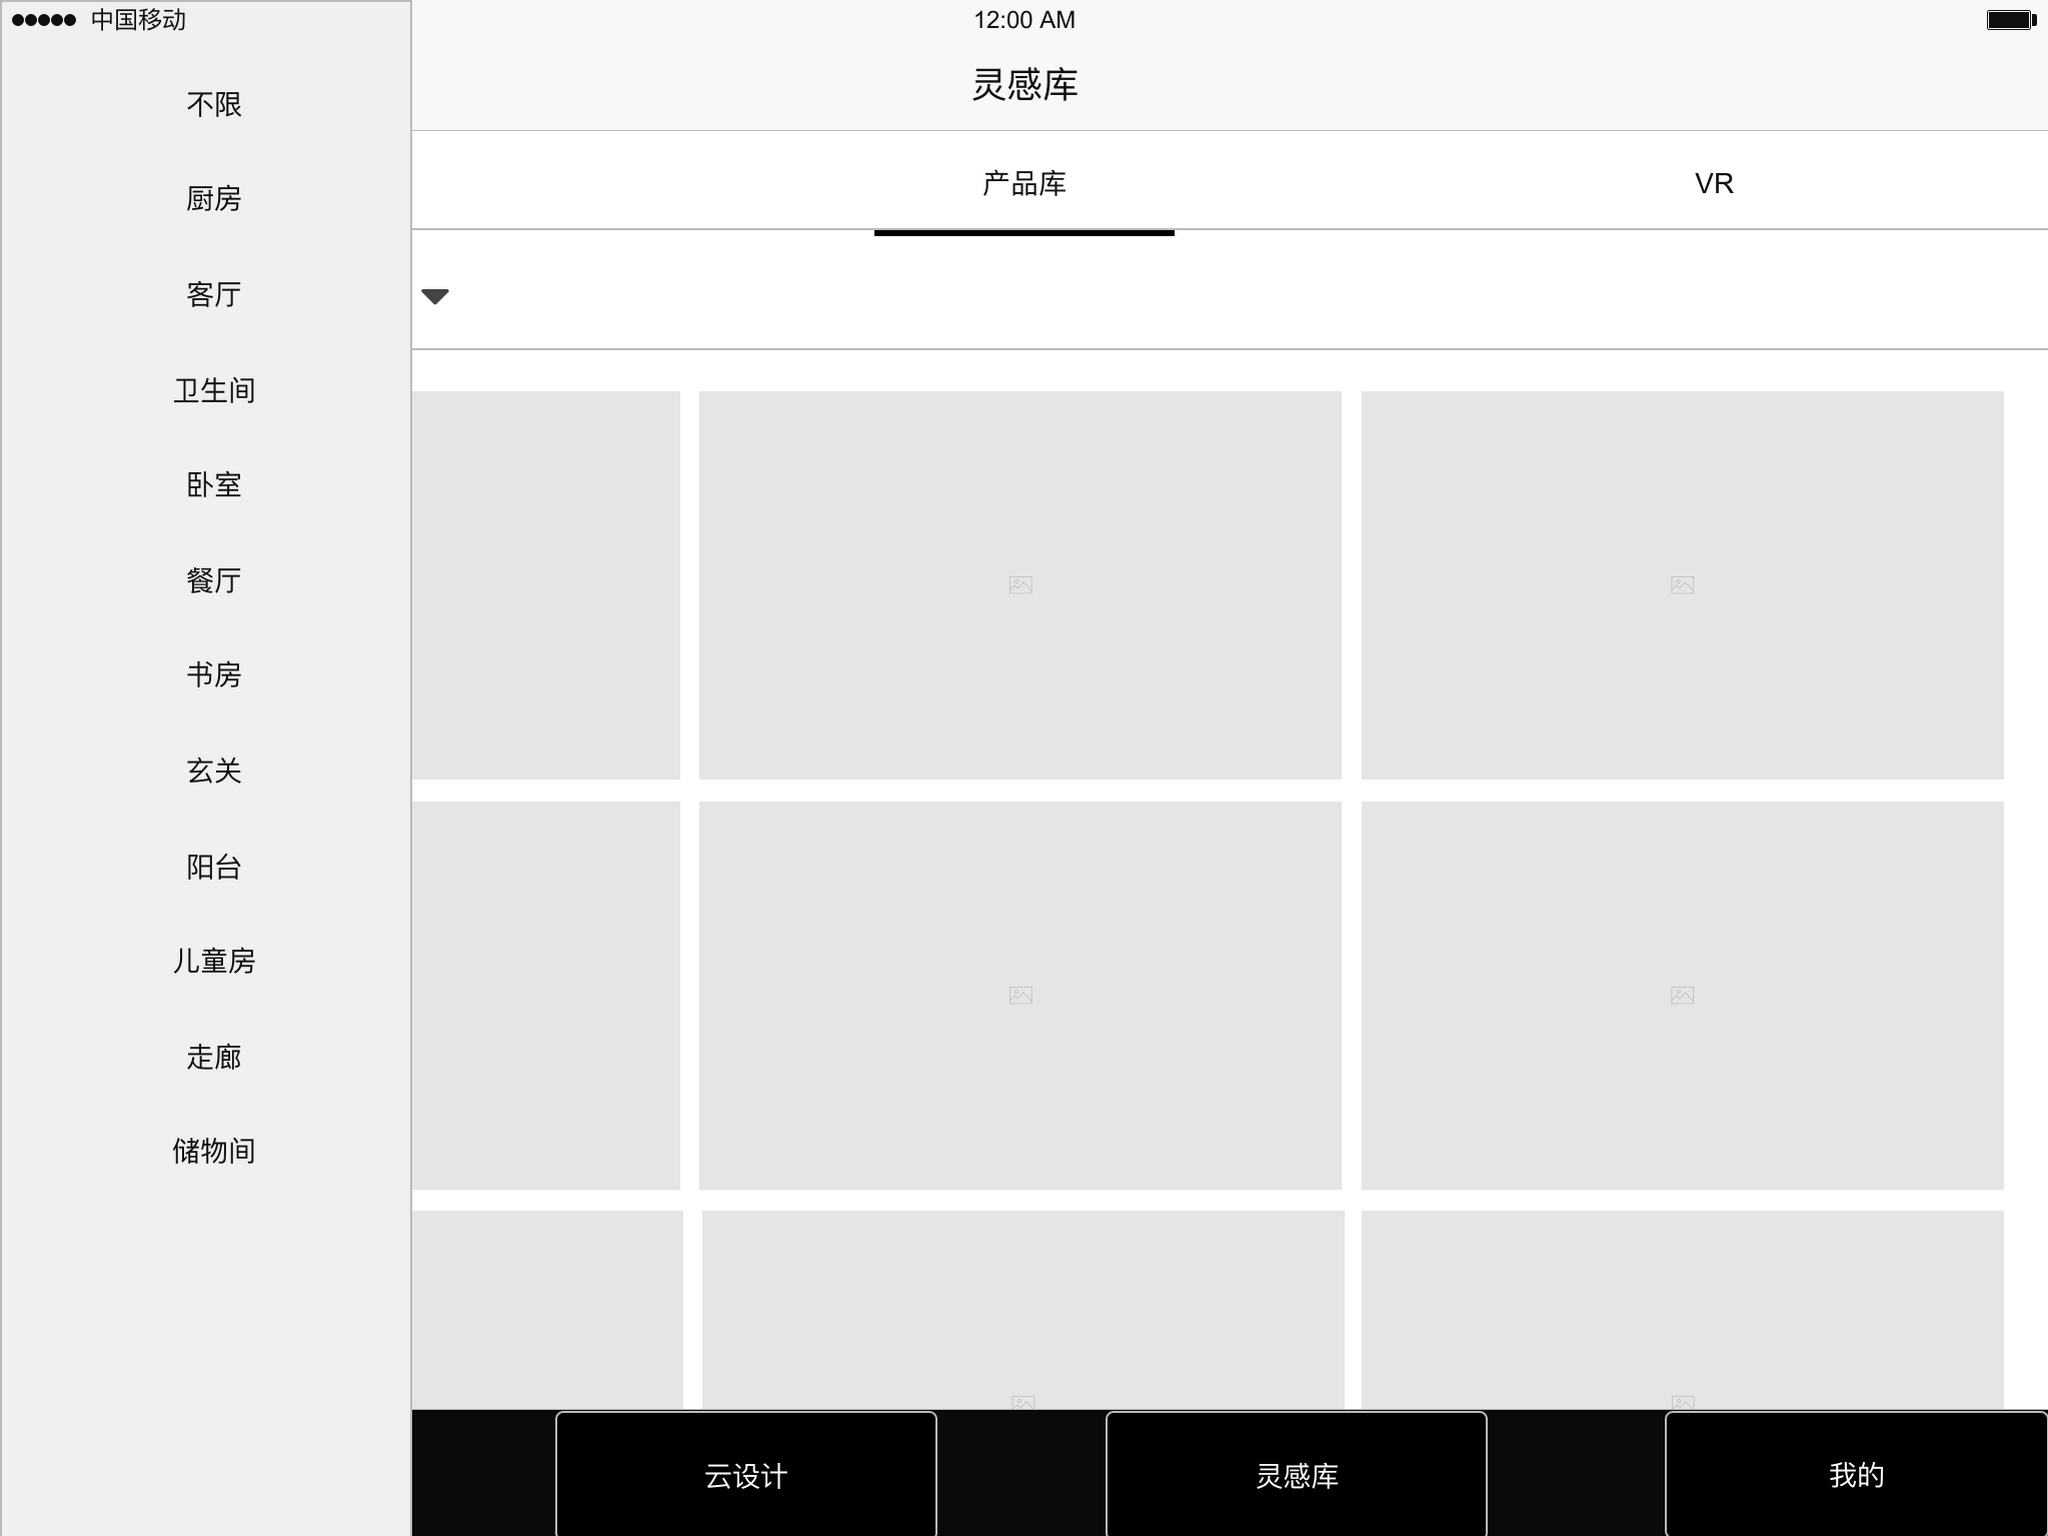 中国移动
12:00 AM
灵感库
不限
厨房
客厅
卫生间
卧室
餐厅
书房
玄关
阳台
儿童房
走廊
储物间
产品库
VR
云设计
灵感库
我的